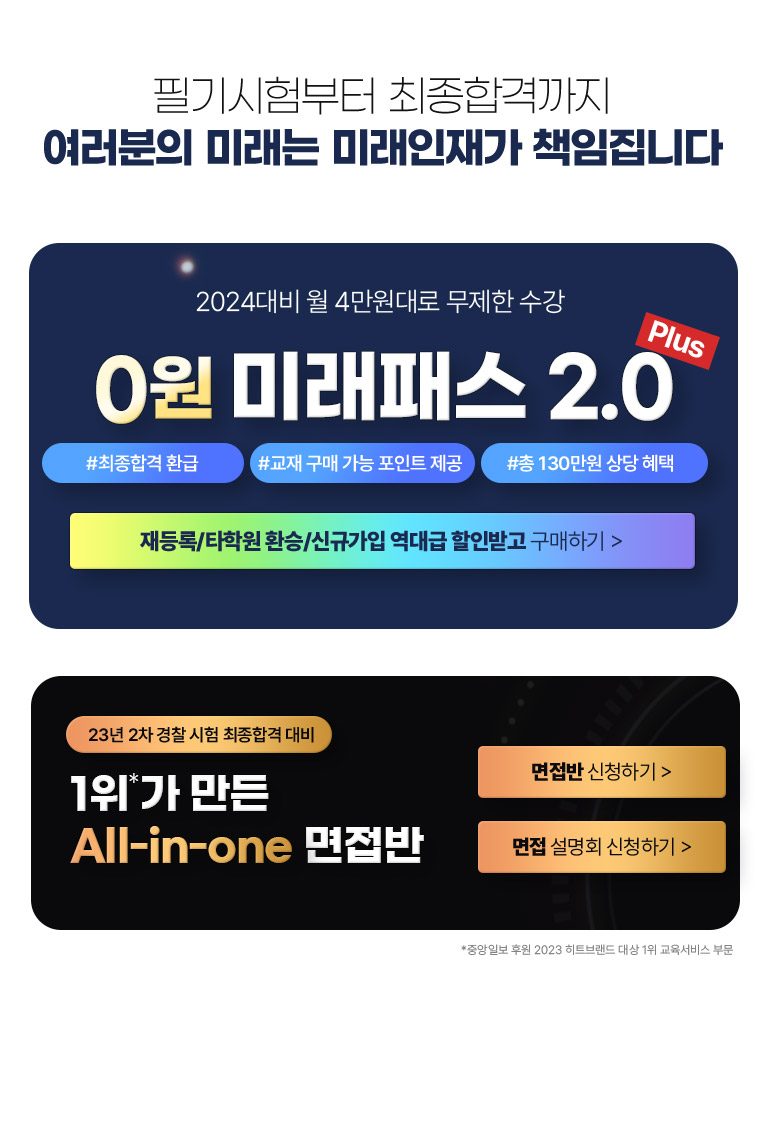 필기시험부터 최종합격까지
여러분의 미래는 미래인재가 책임집니다
2024대비 월 4만원대로 무제한 수강
Plus
0원 미래패스 2.0
#최종합격 환급 #교재 구매 가능 포인트 제공 #총 130만원 상당 혜택
재등록/타학원 환승/신규가입 역대급 할인받고 구매하기 >
23년 2차 경찰 시험 최종합격 대비
1위*가 만든
All-in-one 면접반
면접반 신청하기 >
면접 설명회 신청하기 >
*중앙일보 후원 2023 히트브랜드 대상 1위 교육서비스 부문